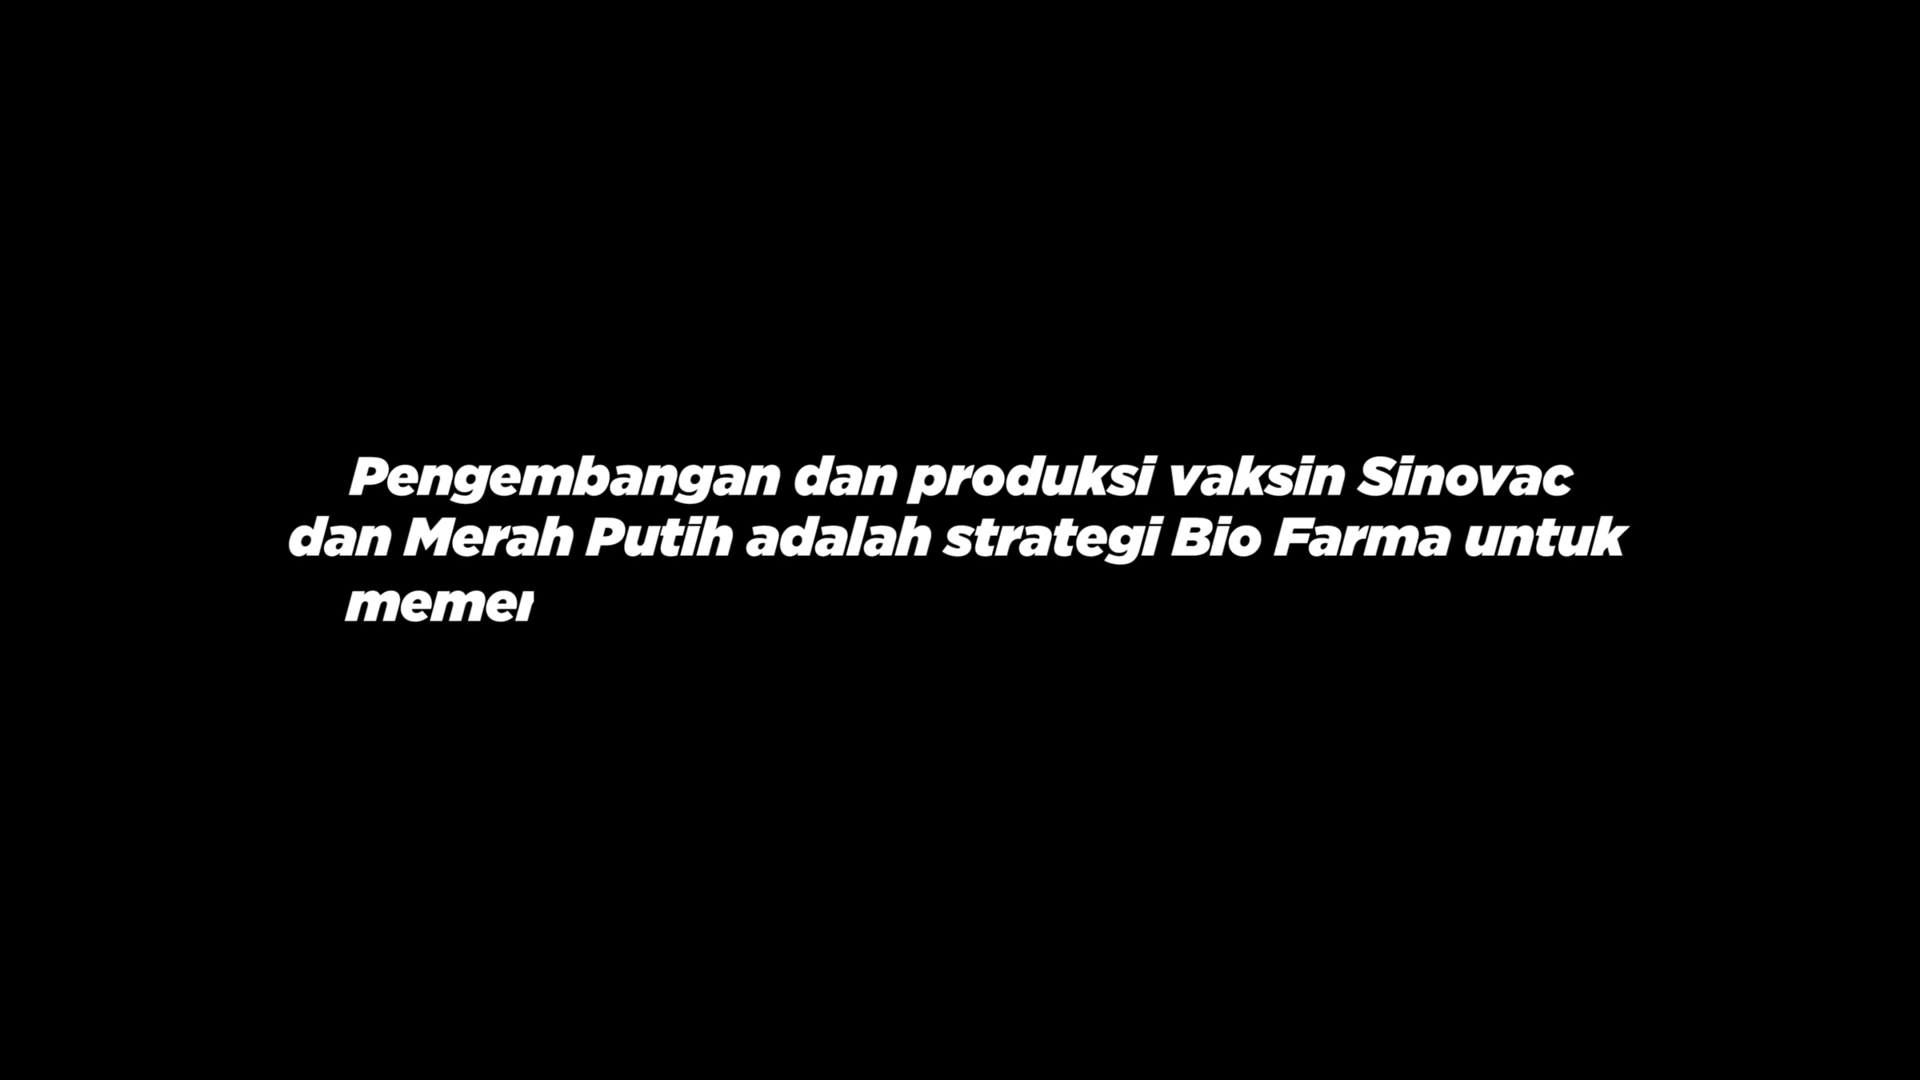 Pengembangan dan produksi vaksin Sinovac
dan Merah Putih adalah strategi Bio Farma untuk